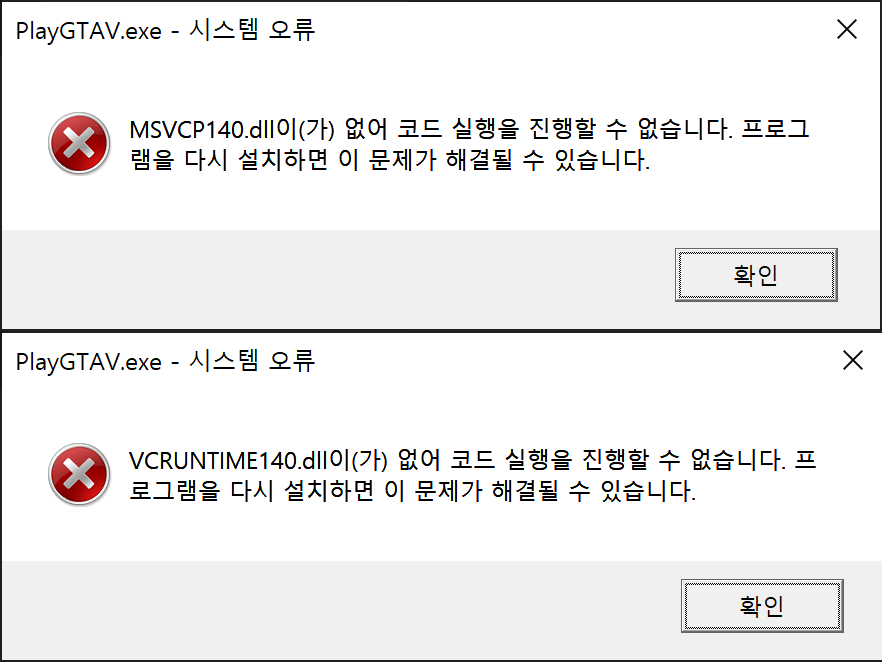 PlayGTAV.exe - 시스템 오류
MSVCP140.dll이(가) 없어 코드 실행을 진행할 수 없습니다. 프로그
램을 다시 설치하면 이 문제가 해결될 수 있습니다.
확인
PlayGTAV.exe - 시스템 오류
VCRUNTIME140.dll이(가) 없어 코드 실행을 진행할 수 없습니다. 프
로그램을 다시 설치하면 이 문제가 해결될 수 있습니다.
확인